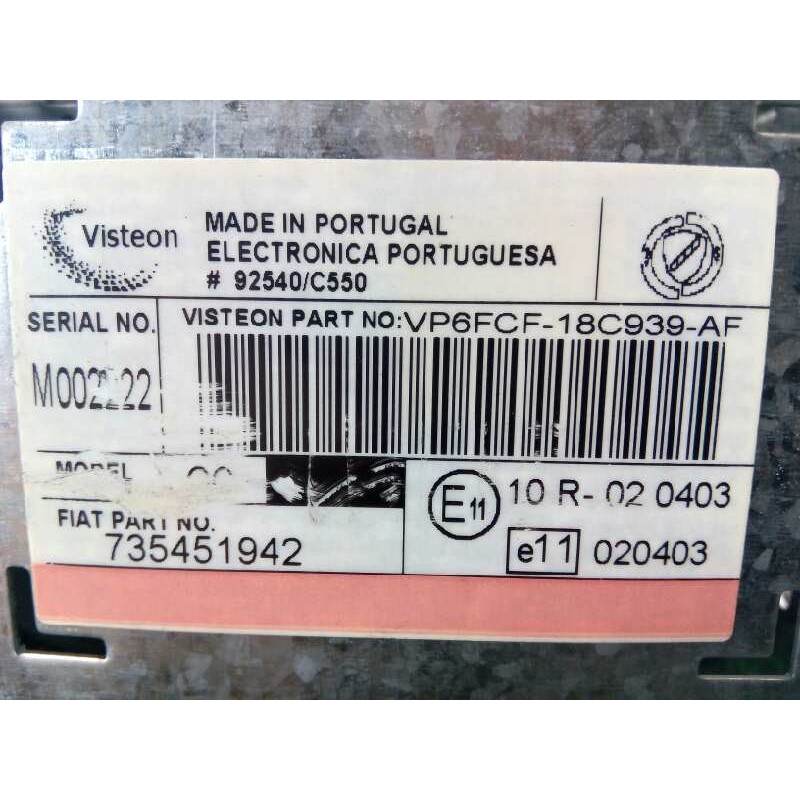 Visteon
MADE IN PORTUGAL
ELECTRONICA PORTUGUESA
# 92540/C550
SERIAL NO.
VISTEON PART NO:VP6FCF-18C939-AF
MODEL
FIAT PART NO.
735451942
E11
10 R- 02 0403
e11
020403